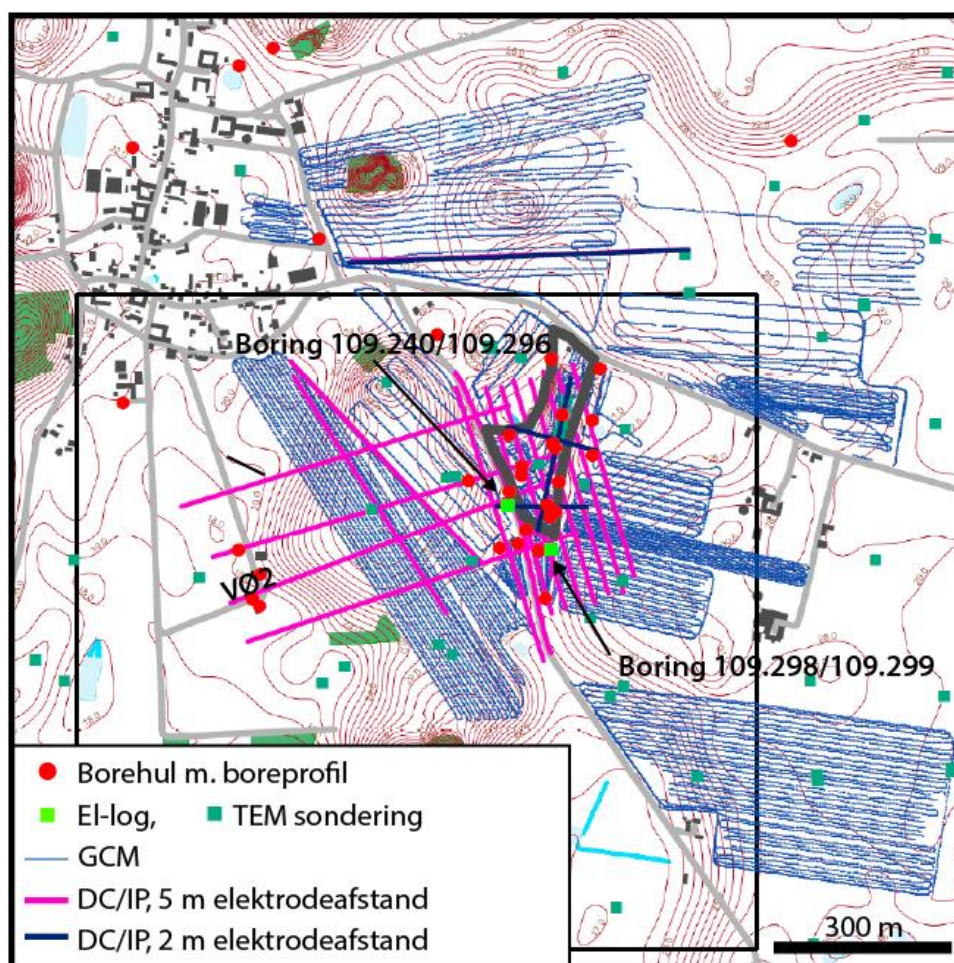 Boring 109.240/109.296
VØ2
Boring 109.298/109.299
Borehul m. boreprofil
El-log, TEM sondering
GCM
DC/IP, 5 m elektrodeafstand
DC/IP, 2 m elektrodeafstand
300 m